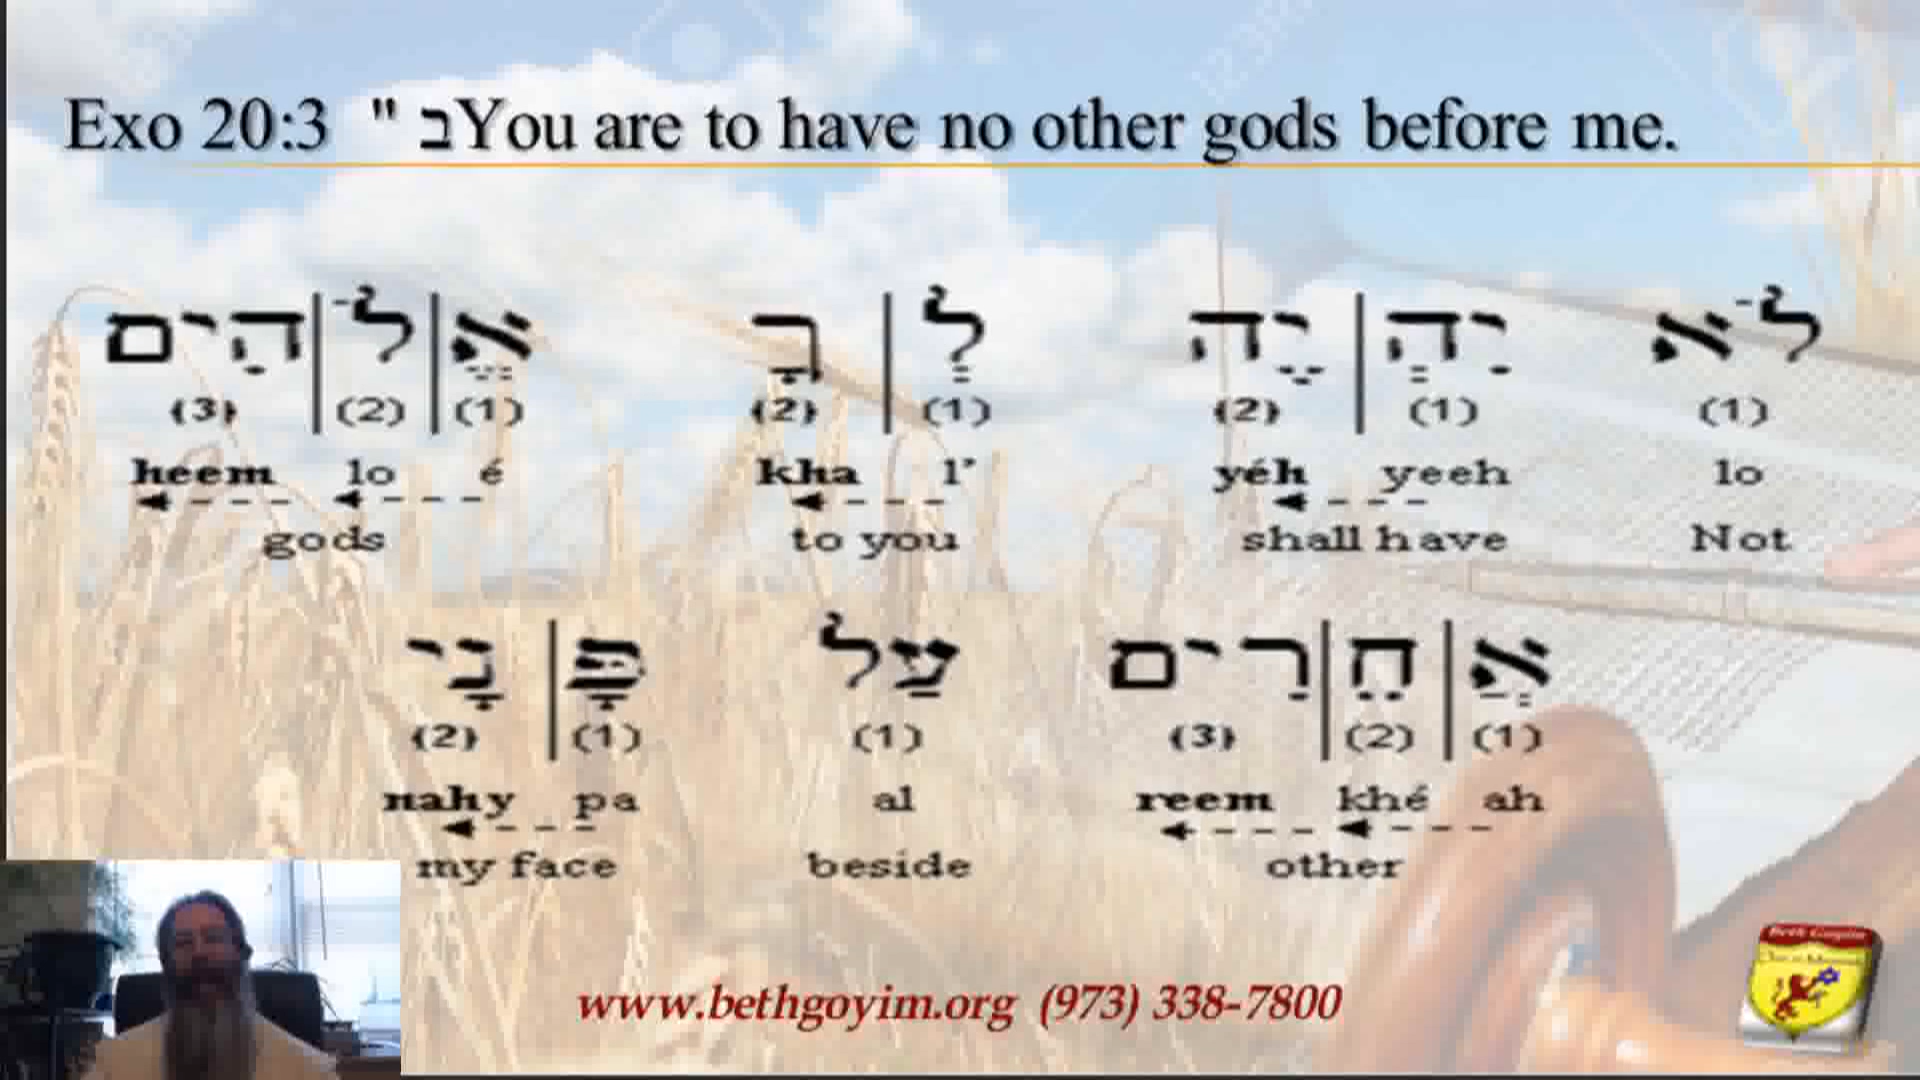 Exo 20:3 " בYou are to have no other gods before me.
לֹא יִהְ|יֶה לְ|ךָ אֱ|לֹ|הִים
(1) (1) (2) (1) (2) (1) (2) (3)
heem lo é kha l' yéh yeeh lo
gods to you shall have Not
אֲ|חֵ|רִים עַל פָּ|נָי
(1) (2) (3) (1) (1) (2)
nahy pa al reem khé ah
my face beside other
www.bethgoyim.org (973) 338-7800
Beth Goyim